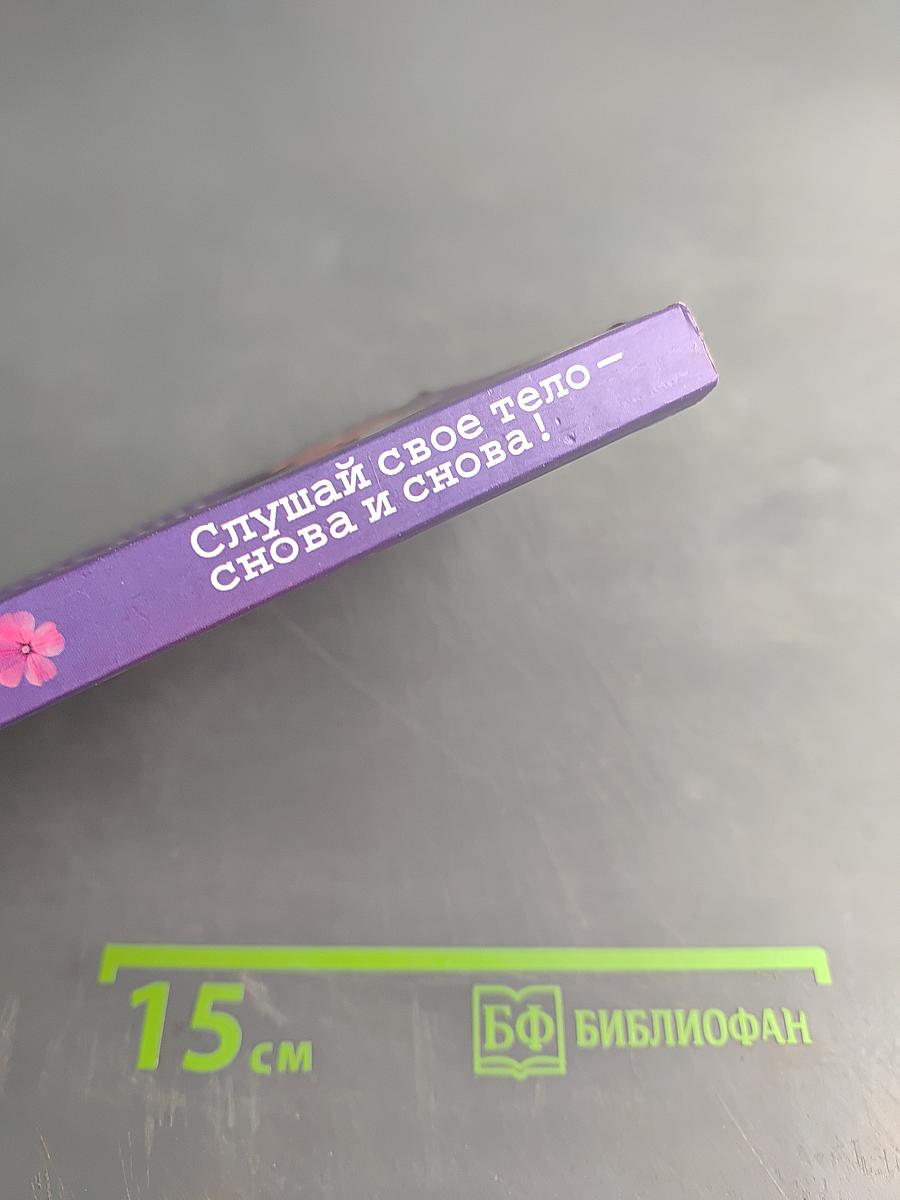 Слушай свое тело –
снова и снова!
15 см
БФ БИБЛИОФАН